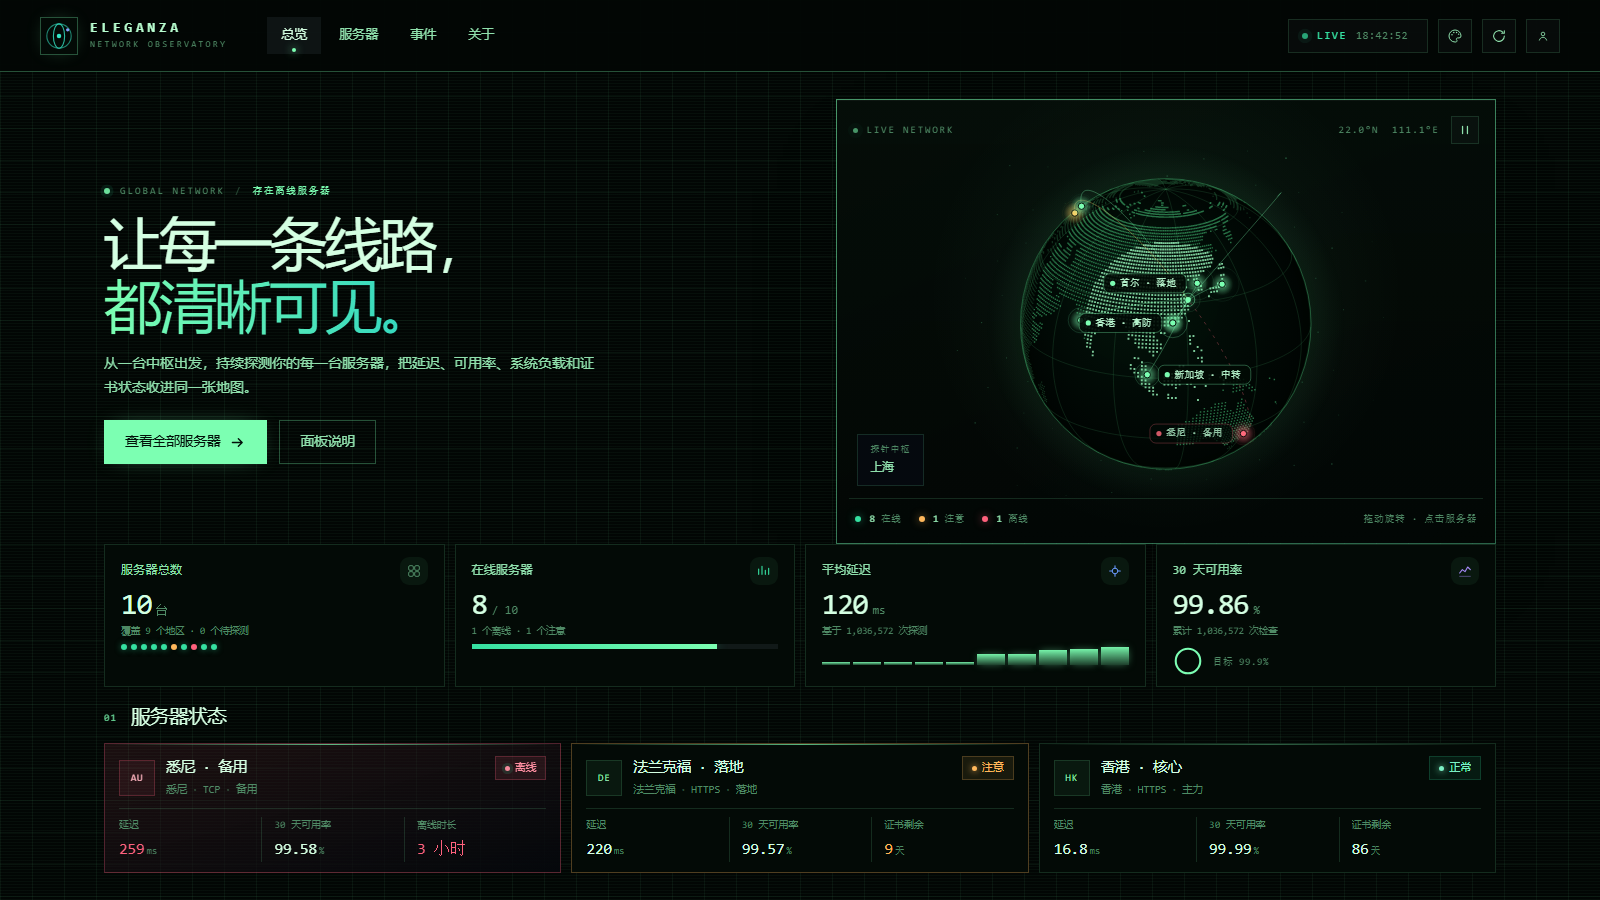 ELEGANZA
NETWORK OBSERVATORY
总览
服务器
事件
关于
LIVE 18:42:52
GLOBAL NETWORK / 存在离线服务器
让每一条线路,
都清晰可见。
从一台中枢出发，持续探测你的每一台服务器，把延迟、可用率、系统负载和证
书状态收进同一张地图。
查看全部服务器 →
面板说明
LIVE NETWORK
22.0°N 111.1°E
首尔 · 落地
香港 · 高防
新加坡 · 中转
悉尼 · 备用
探针中枢
上海
8 在线 1 注意 1 离线
拖动旋转 · 点击服务器
服务器总数
10 台
覆盖 9 个地区 · 0 个待探测
在线服务器
8 / 10
1 个离线 · 1 个注意
平均延迟
120 ms
基于 1,036,572 次探测
30 天可用率
99.86 %
累计 1,036,572 次检查
目标 99.9%
01 服务器状态
AU
悉尼 · 备用
悉尼 · TCP · 备用
离线
延迟
259 ms
30 天可用率
99.58 %
离线时长
3 小时
DE
法兰克福 · 落地
法兰克福 · HTTPS · 落地
注意
延迟
220 ms
30 天可用率
99.57 %
证书剩余
9 天
HK
香港 · 核心
香港 · HTTPS · 主力
正常
延迟
16.8 ms
30 天可用率
99.99 %
证书剩余
86 天